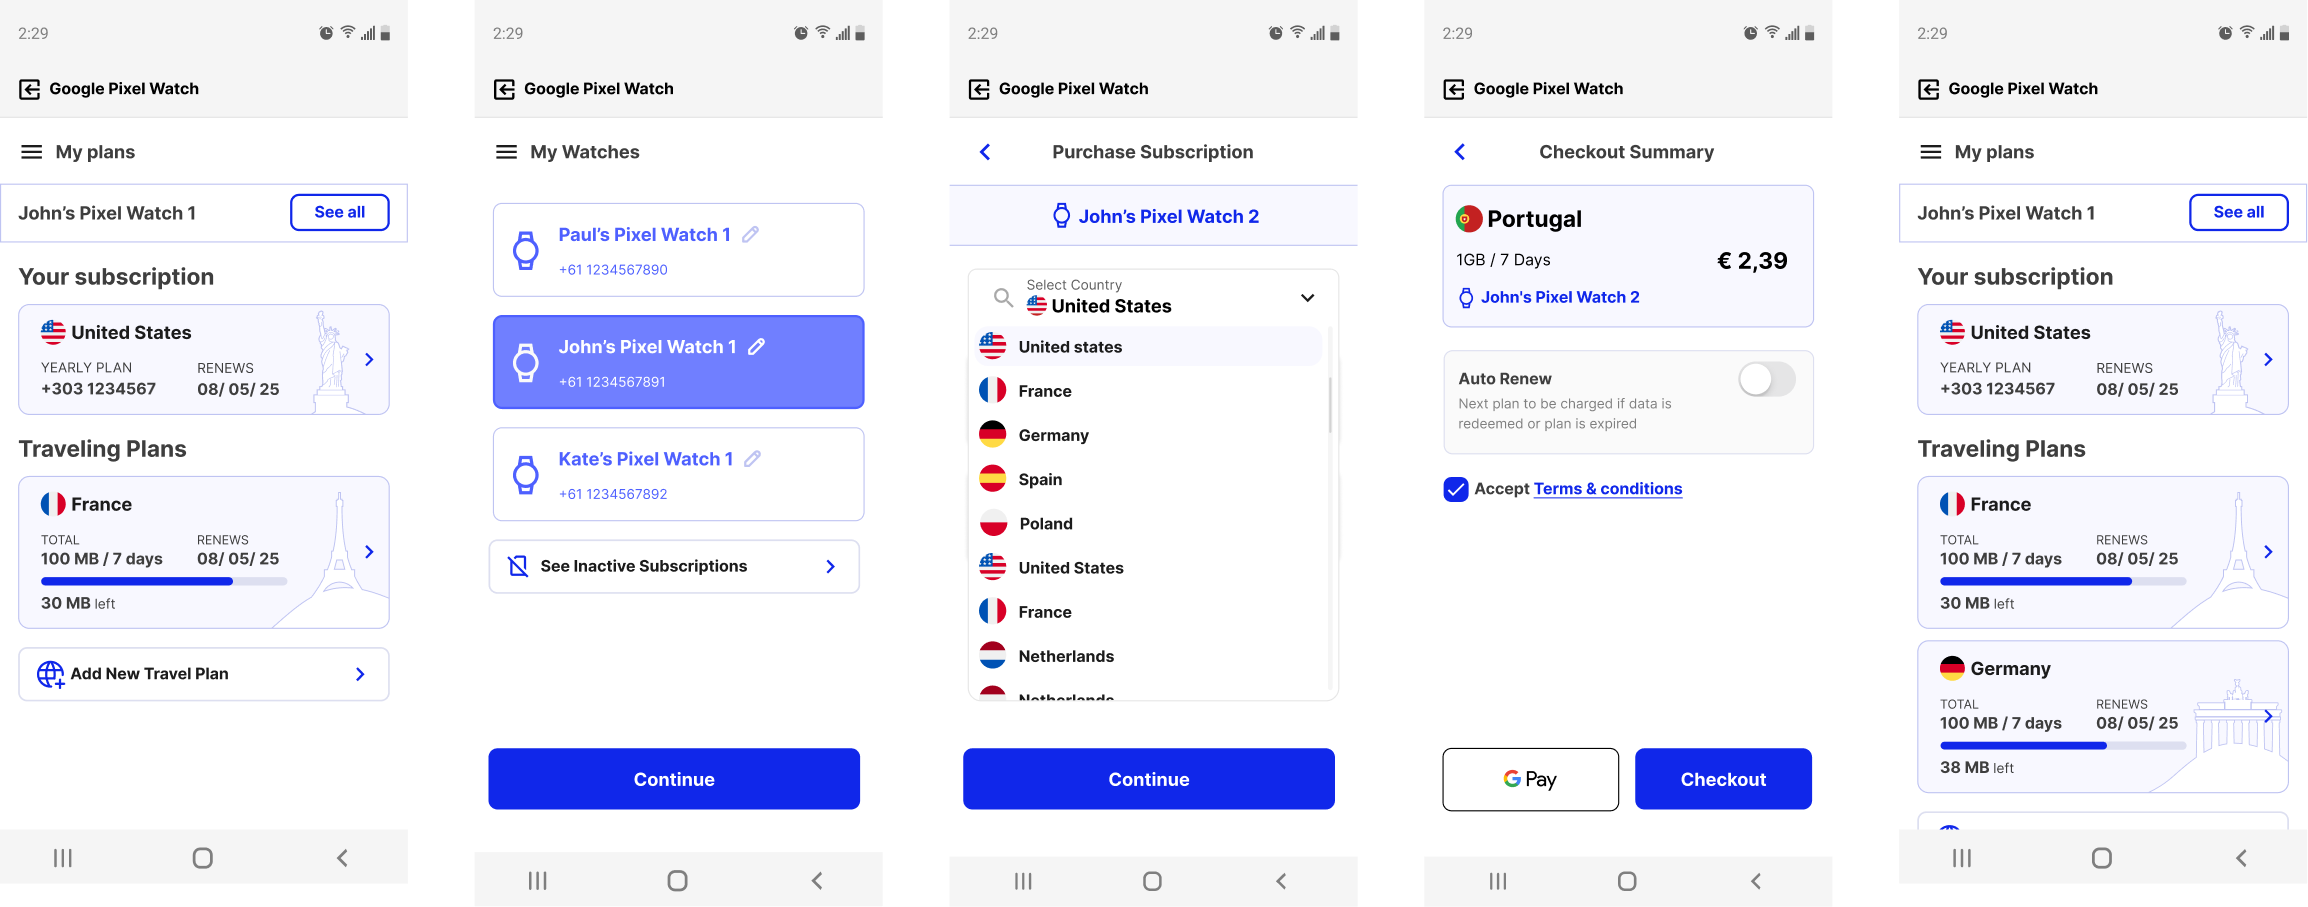 2:29
Google Pixel Watch
My plans
John’s Pixel Watch 1
See all
Your subscription
United States
YEARLY PLAN
RENEWS
+303 1234567
08/ 05/ 25
Traveling Plans
France
TOTAL
RENEWS
100 MB / 7 days
08/ 05/ 25
30 MB left
Add New Travel Plan
2:29
Google Pixel Watch
My Watches
Paul’s Pixel Watch 1
+61 1234567890
John’s Pixel Watch 1
+61 1234567891
Kate’s Pixel Watch 1
+61 1234567892
See Inactive Subscriptions
Continue
2:29
Google Pixel Watch
Purchase Subscription
John’s Pixel Watch 2
Select Country
United States
United states
France
Germany
Spain
Poland
United States
France
Netherlands
Netherlands
Continue
2:29
Google Pixel Watch
Checkout Summary
Portugal
1GB / 7 Days
€ 2,39
John's Pixel Watch 2
Auto Renew
Next plan to be charged if data is
redeemed or plan is expired
Accept Terms & conditions
G Pay
Checkout
2:29
Google Pixel Watch
My plans
John’s Pixel Watch 1
See all
Your subscription
United States
YEARLY PLAN
RENEWS
+303 1234567
08/ 05/ 25
Traveling Plans
France
TOTAL
RENEWS
100 MB / 7 days
08/ 05/ 25
30 MB left
Germany
TOTAL
RENEWS
100 MB / 7 days
08/ 05/ 25
38 MB left